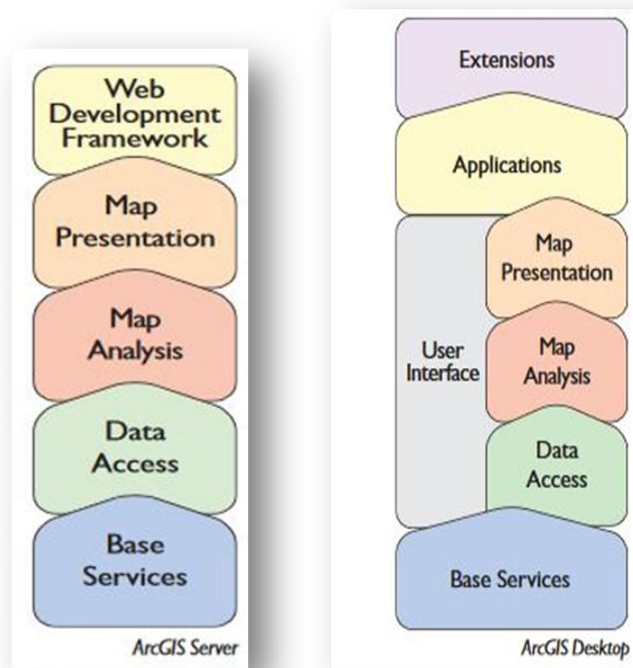 Web
Development
Framework
Map
Presentation
Map
Analysis
Data
Access
Base
Services
ArcGIS Server
Extensions
Applications
Map
Presentation
User
Interface
Map
Analysis
Data
Access
Base Services
ArcGIS Desktop